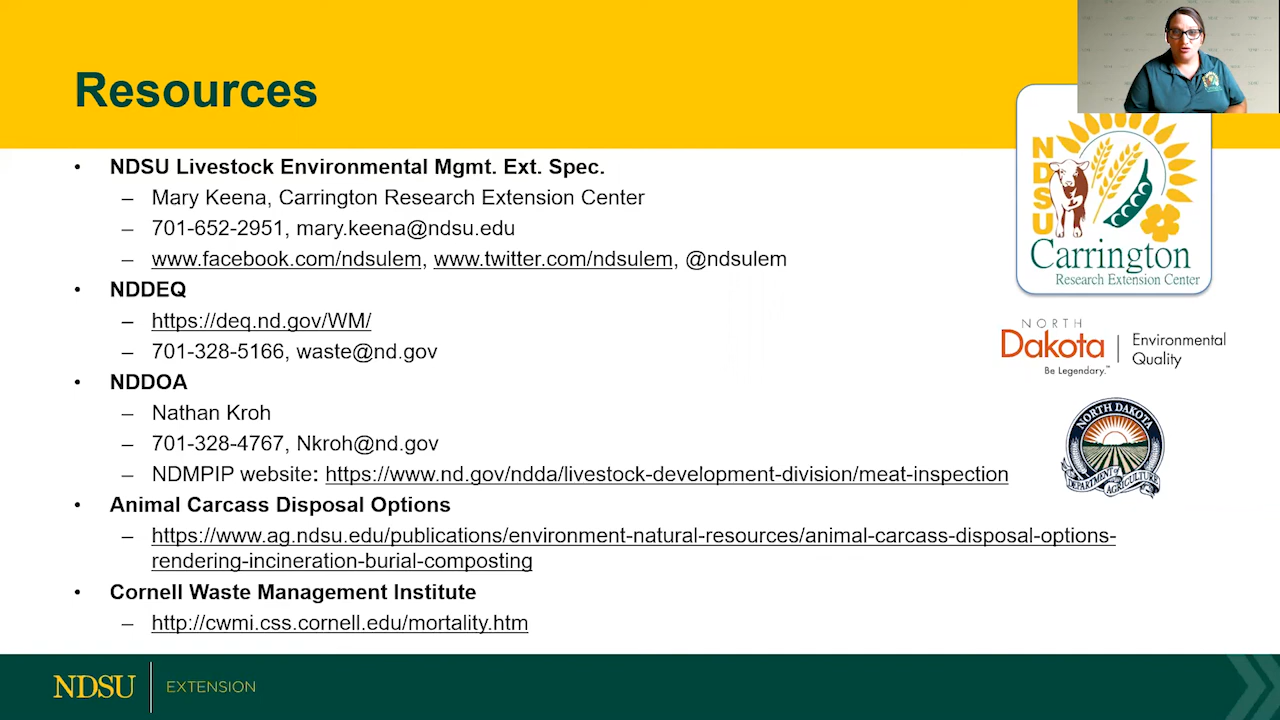 Resources
• NDSU Livestock Environmental Mgmt. Ext. Spec.
– Mary Keena, Carrington Research Extension Center
– 701-652-2951, mary.keena@ndsu.edu
– www.facebook.com/ndsulem, www.twitter.com/ndsulem, @ndsulem
• NDDEQ
– https://deq.nd.gov/WM/
– 701-328-5166, waste@nd.gov
• NDDOA
– Nathan Kroh
– 701-328-4767, Nkroh@nd.gov
– NDMPIP website: https://www.nd.gov/ndda/livestock-development-division/meat-inspection
• Animal Carcass Disposal Options
– https://www.ag.ndsu.edu/publications/environment-natural-resources/animal-carcass-disposal-options-
rendering-incineration-burial-composting
• Cornell Waste Management Institute
– http://cwmi.css.cornell.edu/mortality.htm
NDSU
Carrington
Research Extension Center
NORTH
Dakota
Be Legendary.™
Environmental
Quality
NORTH DAKOTA
DEPARTMENT of AGRICULTURE
NDSU EXTENSION